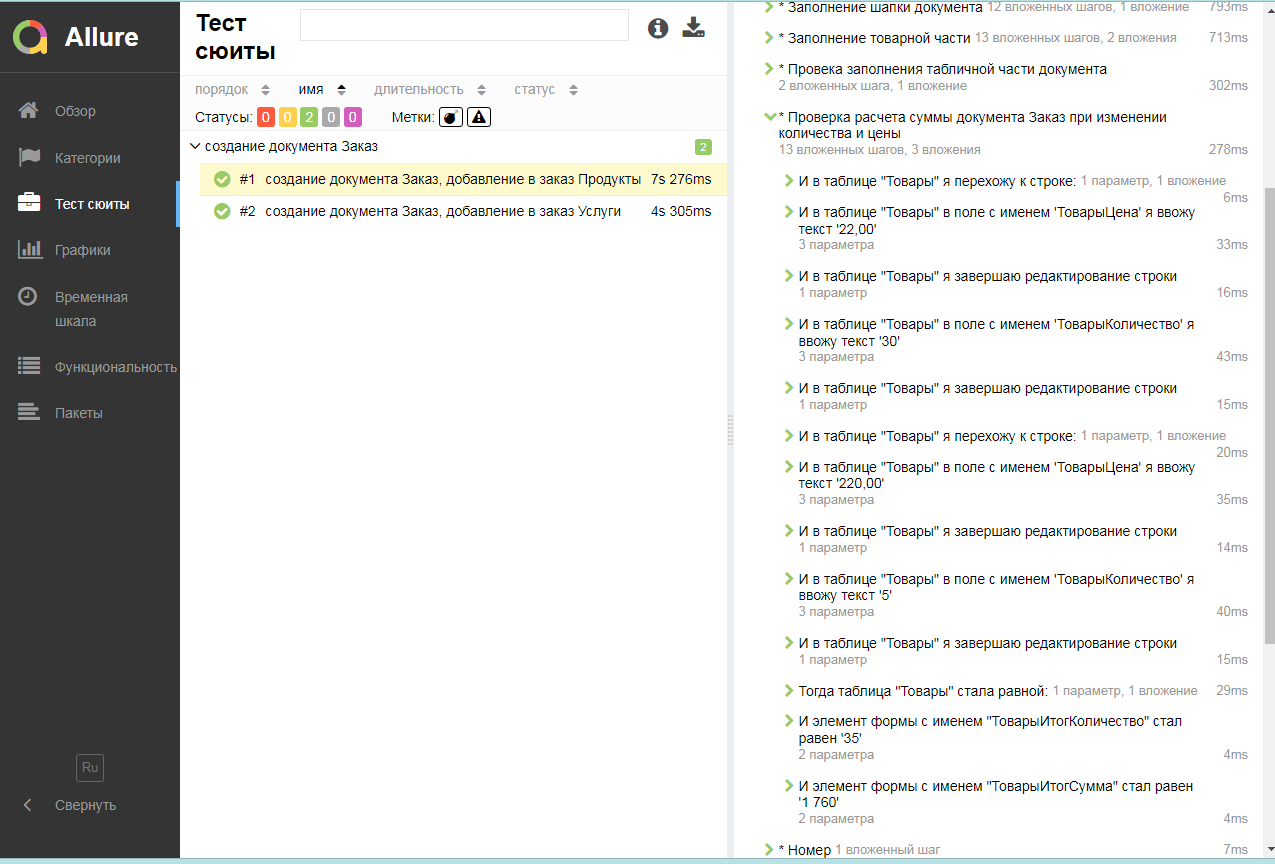 Allure
Обзор
Категории
Тест сюиты
Графики
Временная
шкала
Функциональность
Пакеты
Ru
Свернуть
Тест
сюиты
порядок имя длительность статус
Статусы: 0 0 2 0 0 Метки:
создание документа Заказ 2
#1 создание документа Заказ, добавление в заказ Продукты 7s 276ms
#2 создание документа Заказ, добавление в заказ Услуги 4s 305ms
* Заполнение шапки документа 12 вложенных шагов, 1 вложение 793ms
* Заполнение товарной части 13 вложенных шагов, 2 вложения 713ms
* Провека заполнения табличной части документа
2 вложенных шага, 1 вложение 302ms
* Проверка расчета суммы документа Заказ при изменении
количества и цены
13 вложенных шагов, 3 вложения 278ms
И в таблице "Товары" я перехожу к строке: 1 параметр, 1 вложение
6ms
И в таблице "Товары" в поле с именем 'ТоварыЦена' я ввожу
текст '22,00'
3 параметра 33ms
И в таблице "Товары" я завершаю редактирование строки
1 параметр 16ms
И в таблице "Товары" в поле с именем 'ТоварыКоличество' я
ввожу текст '30'
3 параметра 43ms
И в таблице "Товары" я завершаю редактирование строки
1 параметр 15ms
И в таблице "Товары" я перехожу к строке: 1 параметр, 1 вложение
20ms
И в таблице "Товары" в поле с именем 'ТоварыЦена' я ввожу
текст '220,00'
3 параметра 35ms
И в таблице "Товары" я завершаю редактирование строки
1 параметр 14ms
И в таблице "Товары" в поле с именем 'ТоварыКоличество' я
ввожу текст '5'
3 параметра 40ms
И в таблице "Товары" я завершаю редактирование строки
1 параметр 15ms
Тогда таблица "Товары" стала равной: 1 параметр, 1 вложение 29ms
И элемент формы с именем "ТоварыИтогКоличество" стал
равен '35'
2 параметра 4ms
И элемент формы с именем "ТоварыИтогСумма" стал равен
'1 760'
2 параметра 4ms
* Номер 1 вложенный шаг 7ms